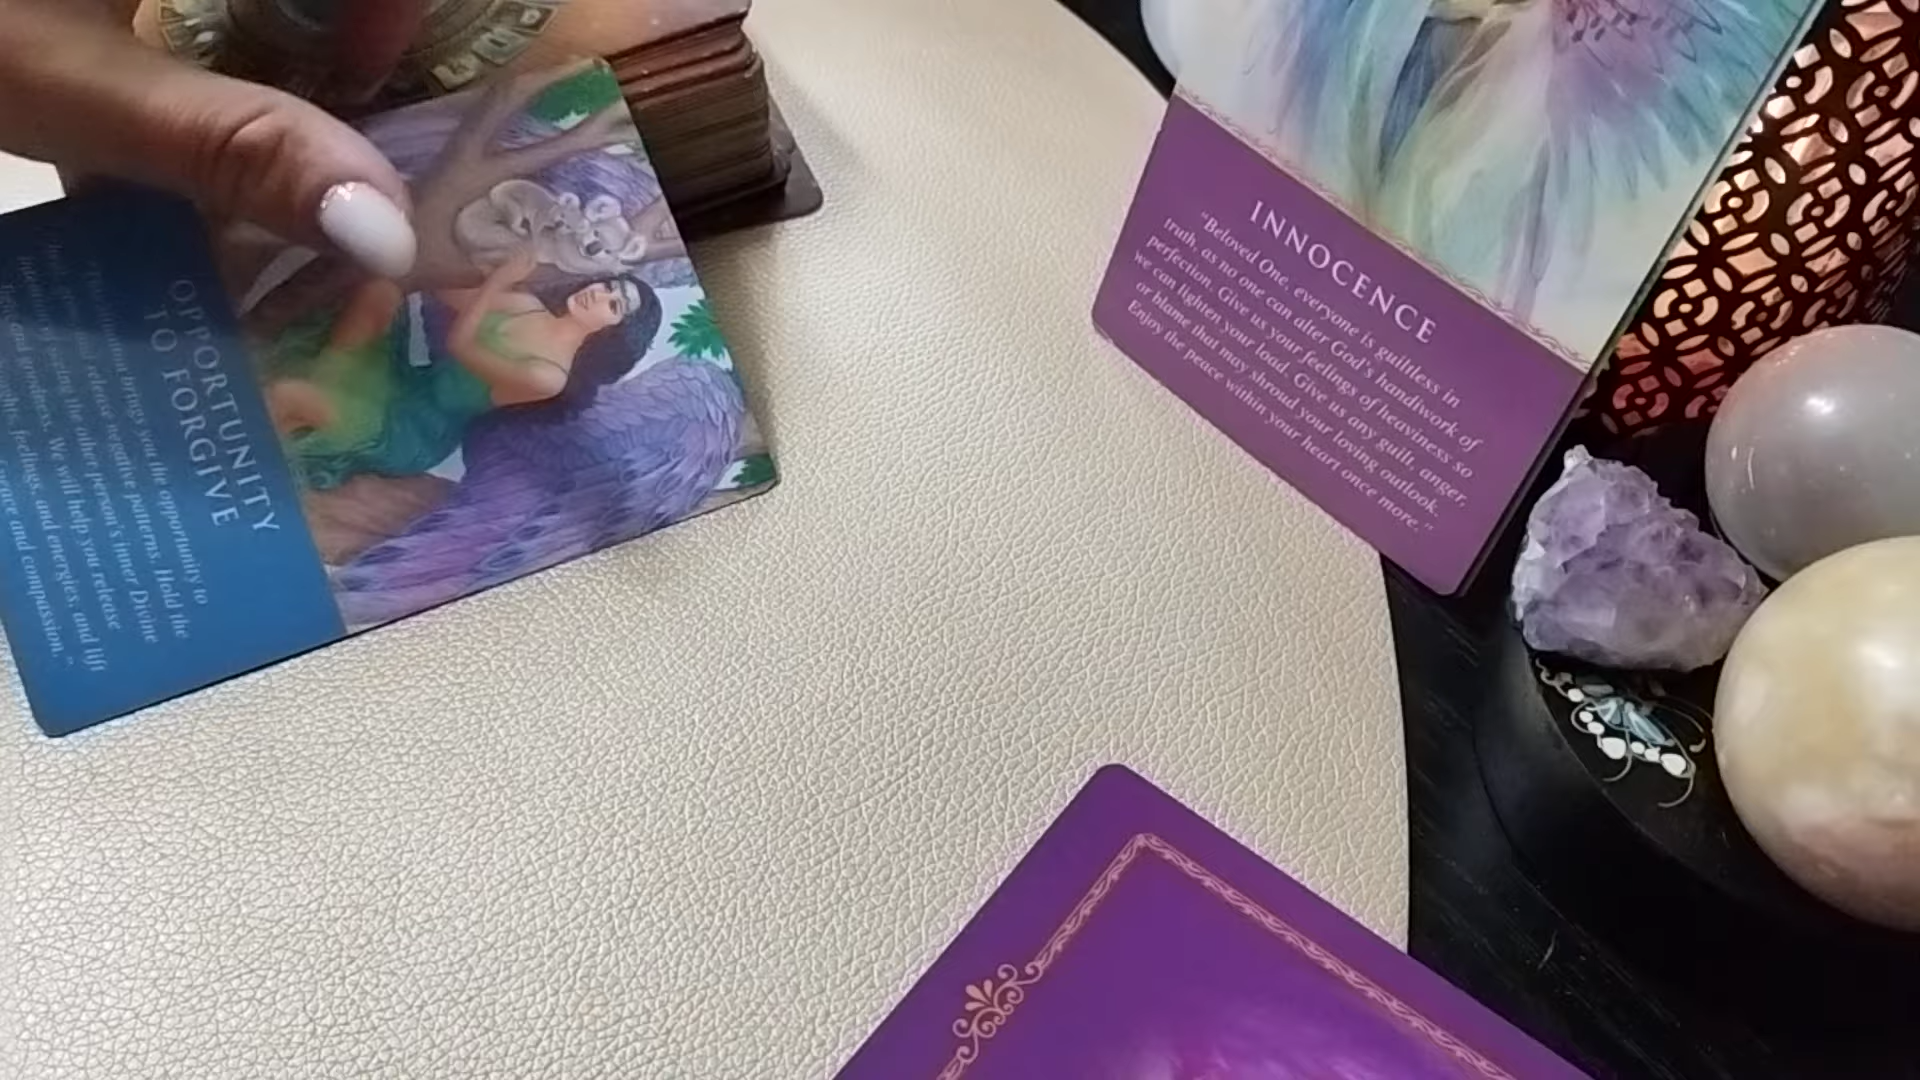 OPPORTUNITY
TO FORGIVE
brings you the opportunity to
release negative patterns. Hold the
the other person's inner Divine
We will help you release
feelings, and energies, and lift
and compassion."
INNOCENCE
"Beloved One, everyone is guiltless in
truth, as no one can alter God's handiwork of
perfection. Give us your feelings of heaviness so
we can lighten your load. Give us any guilt, anger,
or blame that may shroud your loving outlook.
Enjoy the peace within your heart once more."